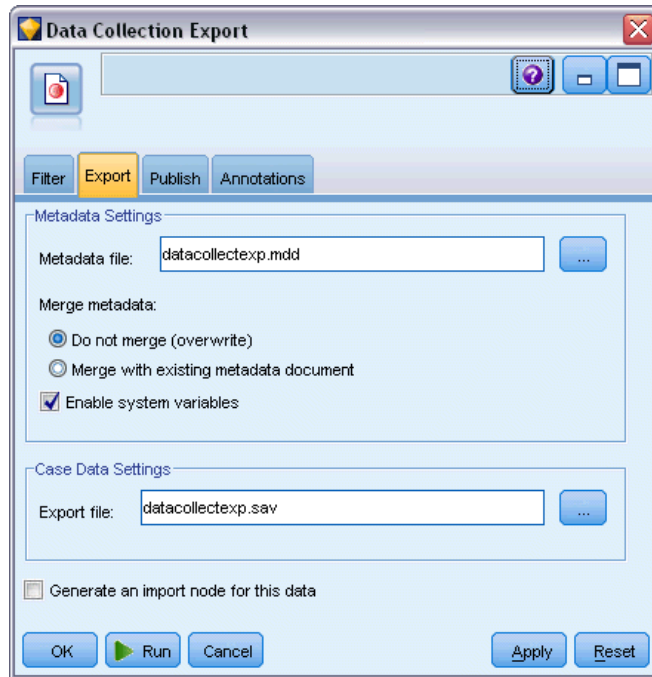 Data Collection Export
Filter Export Publish Annotations
Metadata Settings
Metadata file: datacollectexp.mdd ...
Merge metadata:
Do not merge (overwrite)
Merge with existing metadata document
Enable system variables
Case Data Settings
Export file: datacollectexp.sav ...
Generate an import node for this data
OK Run Cancel Apply Reset